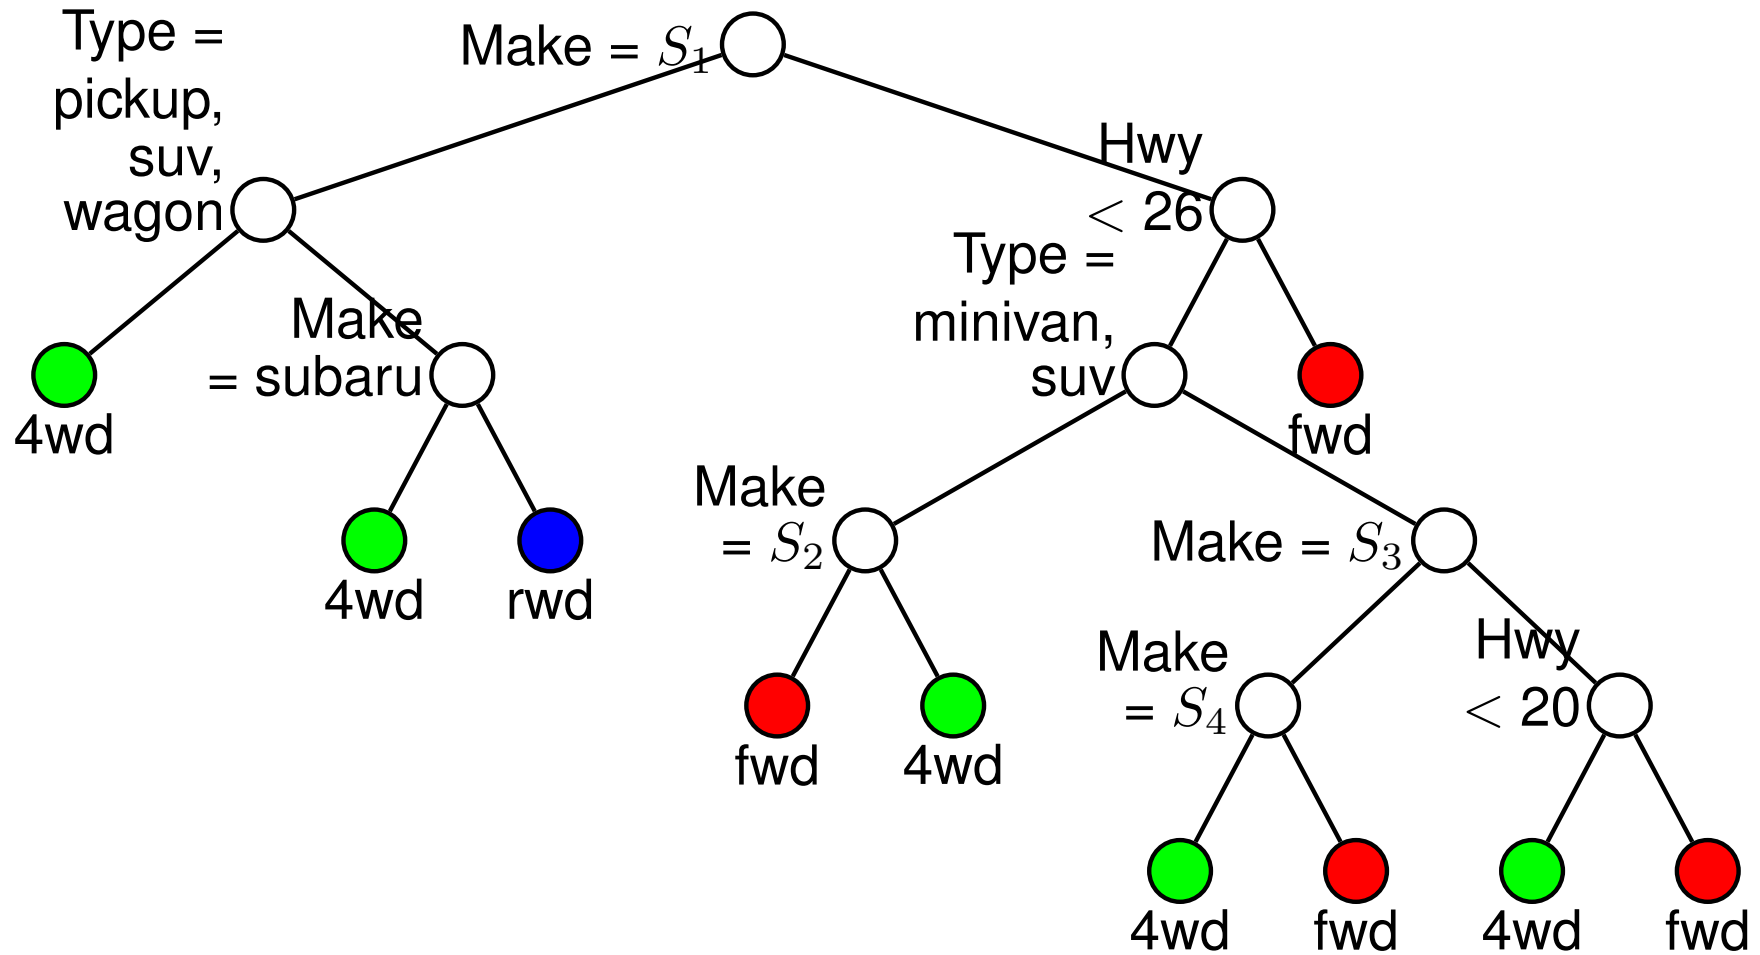 Type =
pickup,
suv,
wagon
Make = S₁
Hwy
< 26
Type =
minivan,
suv
Make
= subaru
4wd
fwd
4wd
rwd
Make
= S₂
Make = S₃
fwd
4wd
Make
= S₄
Hwy
< 20
4wd
fwd
4wd
fwd